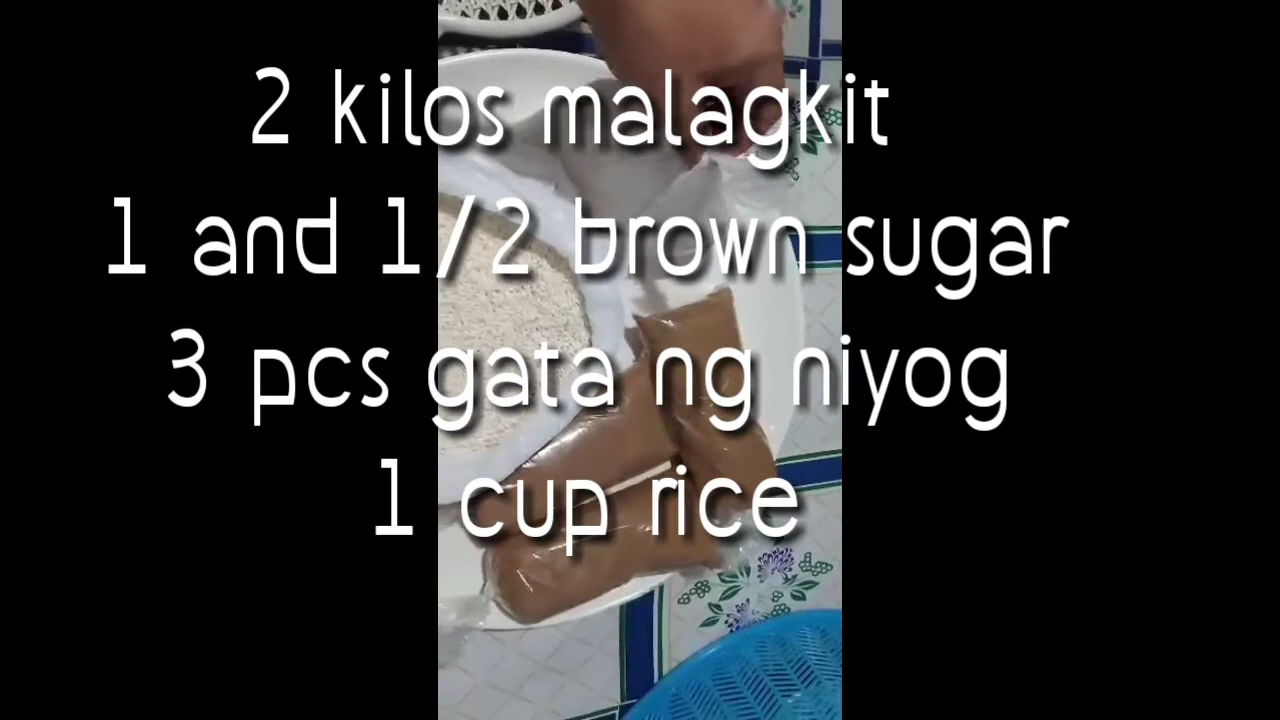 2 kilos malagkit
1 and 1/2 brown sugar
3 pcs gata ng niyog
1 cup rice